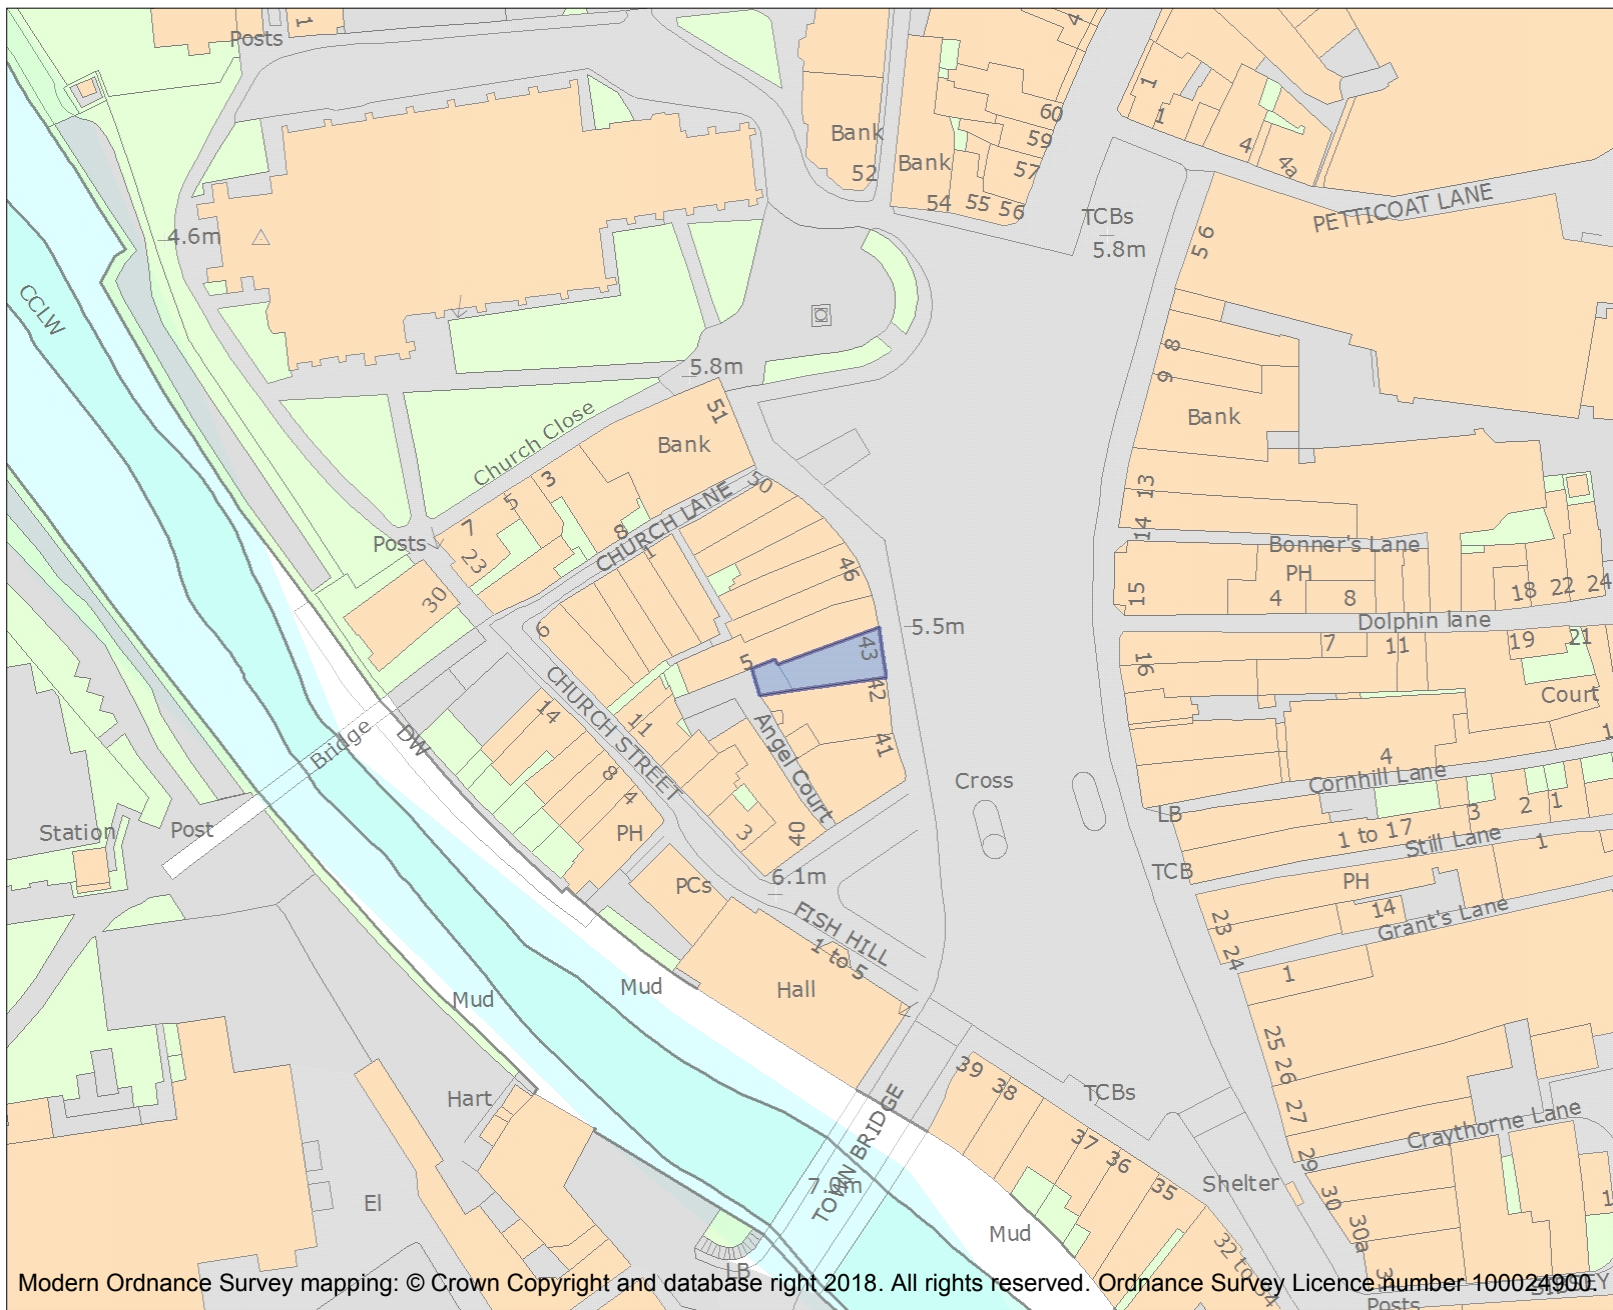 1
Posts
4
Bank
52
Bank
54
55
56
57
59
60
1
1
4
4a
TCBs
5.8m
PETTICOAT LANE
4.6m
5 6
CCLW
5.8m
8
9
Bank
51
Bank
Church Close
50
CHURCH LANE
3
5
7
8
1
13
14
Posts
23
46
Bonner's Lane
PH
4
8
15
18
22
24
30
6
5.5m
Dolphin lane
43
5
7
11
19
21
16
42
Court
CHURCH STREET
14
11
Angel Court
41
1
Bridge
DW
4
Cornhill Lane
Cross
8
4
LB
3
2
1
Station
Post
PH
3
40
1 to 17
Still Lane
1
TCB
6.1m
PCs
PH
14
Grant's Lane
23
24
FISH HILL
1 to 5
1
Hall
Mud
Mud
25
26
39
38
TCBs
Hart
27
Craythorne Lane
TOWN BRIDGE
37
36
35
29
Shelter
30
1
7.0m
El
Mud
30a
32 to 34
LB
31
Modern Ordnance Survey mapping: © Crown Copyright and database right 2018. All rights reserved. Ordnance Survey Licence number 100024900.
Posts